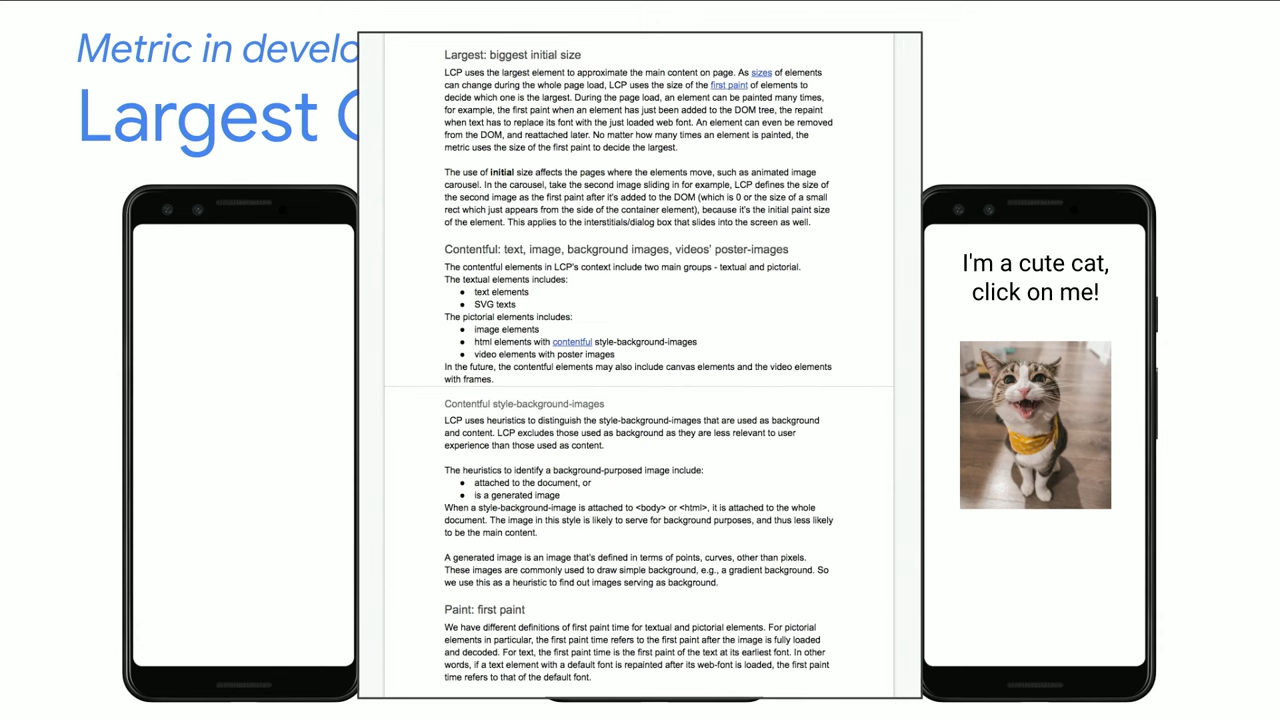 Metric in develo
Largest C
Largest: biggest initial size
LCP uses the largest element to approximate the main content on page. As sizes of elements
can change during the whole page load, LCP uses the size of the first paint of elements to
decide which one is the largest. During the page load, an element can be painted many times,
for example, the first paint when an element has just been added to the DOM tree, the repaint
when text has to replace its font with the just loaded web font. An element can even be removed
from the DOM, and reattached later. No matter how many times an element is painted, the
metric uses the size of the first paint to decide the largest.
The use of initial size affects the pages where the elements move, such as animated image
carousel. In the carousel, take the second image sliding in for example, LCP defines the size of
the second image as the first paint after it's added to the DOM (which is 0 or the size of a small
rect which just appears from the side of the container element), because it's the initial paint size
of the element. This applies to the interstitials/dialog box that slides into the screen as well.
Contentful: text, image, background images, videos' poster-images
The contentful elements in LCP's context include two main groups - textual and pictorial.
The textual elements includes:
● text elements
● SVG texts
The pictorial elements includes:
● image elements
● html elements with contentful style-background-images
● video elements with poster images
In the future, the contentful elements may also include canvas elements and the video elements
with frames.
Contentful style-background-images
LCP uses heuristics to distinguish the style-background-images that are used as background
and content. LCP excludes those used as background as they are less relevant to user
experience than those used as content.
The heuristics to identify a background-purposed image include:
● attached to the document, or
● is a generated image
When a style-background-image is attached to <body> or <html>, it is attached to the whole
document. The image in this style is likely to serve for background purposes, and thus less likely
to be the main content.
A generated image is an image that's defined in terms of points, curves, other than pixels.
These images are commonly used to draw simple background, e.g., a gradient background. So
we use this as a heuristic to find out images serving as background.
Paint: first paint
We have different definitions of first paint time for textual and pictorial elements. For pictorial
elements in particular, the first paint time refers to the first paint after the image is fully loaded
and decoded. For text, the first paint time is the first paint of the text at its earliest font. In other
words, if a text element with a default font is repainted after its web-font is loaded, the first paint
time refers to that of the default font.
I'm a cute cat,
click on me!